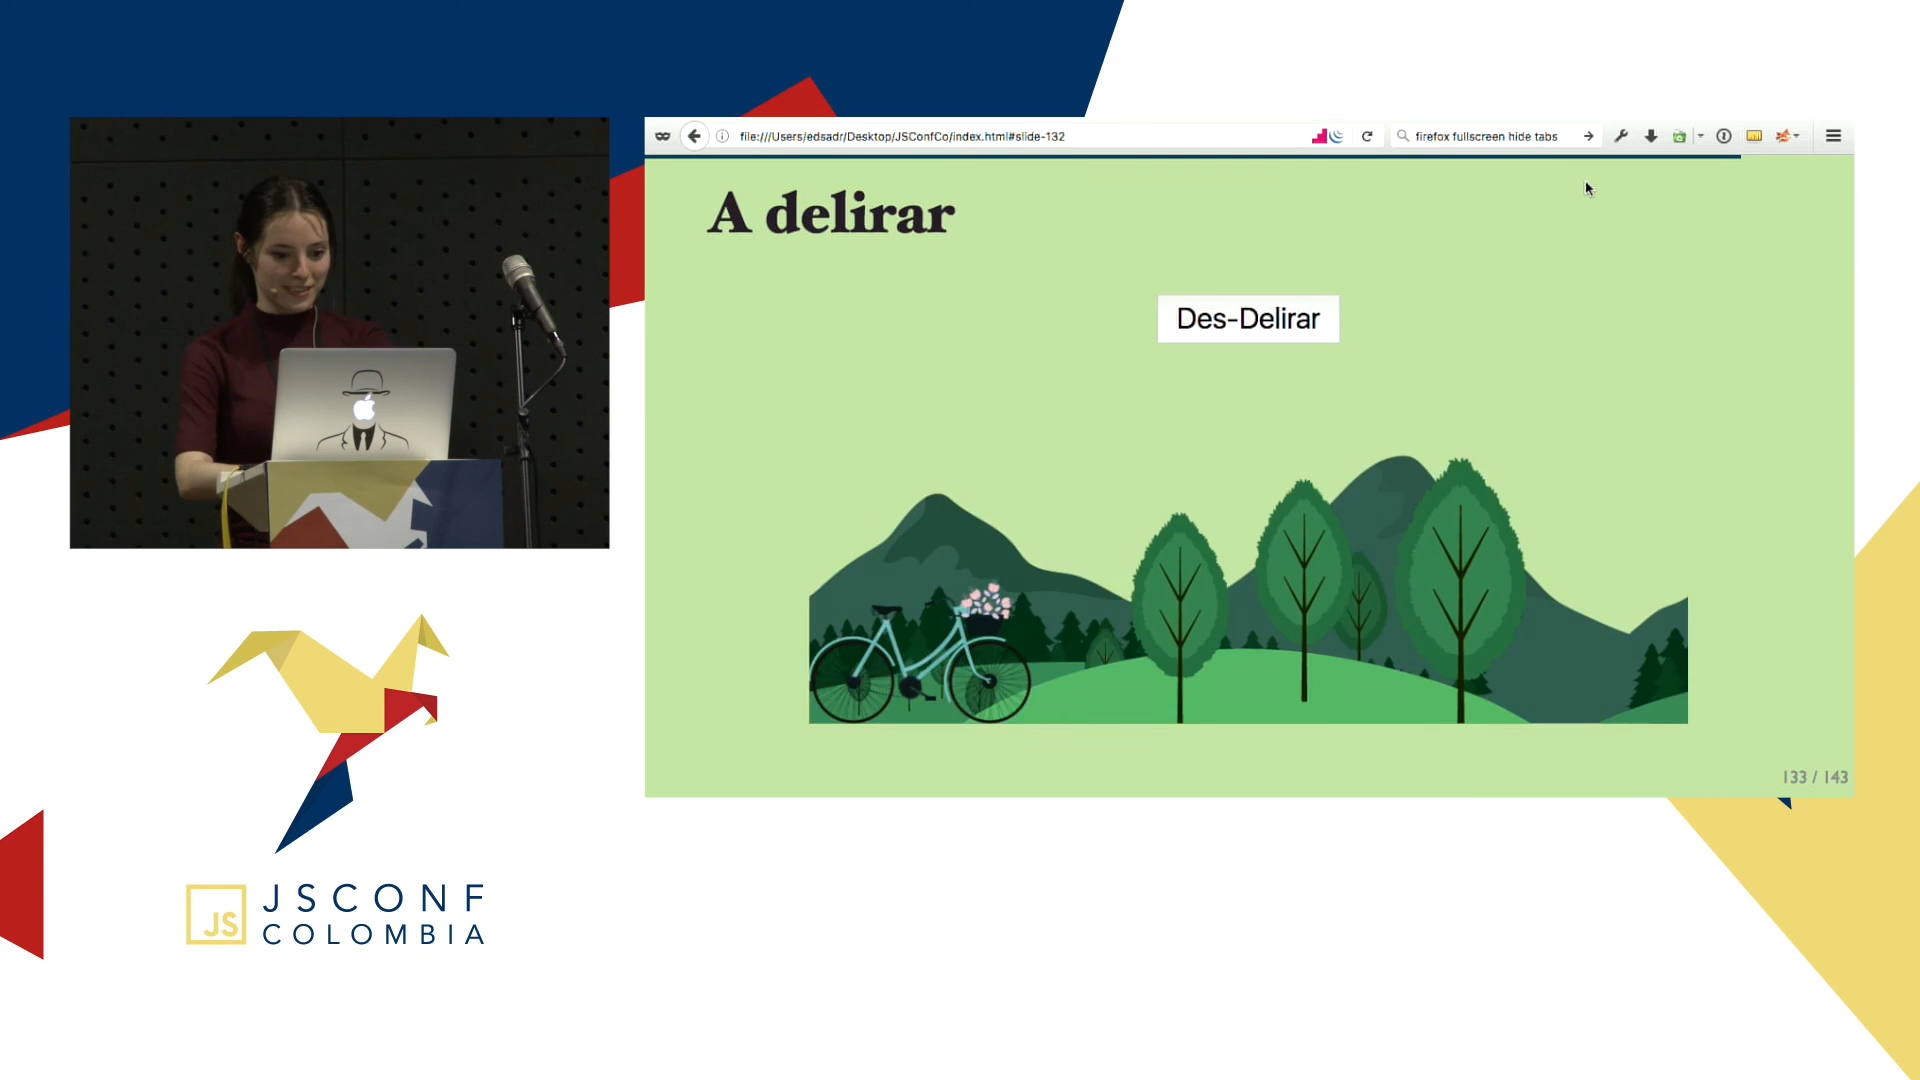 file:///Users/edsadr/Desktop/JSConfCo/index.html#slide-132
firefox fullscreen hide tabs
A delirar
Des-Delirar
133 / 143
JS
JSCONF
COLOMBIA